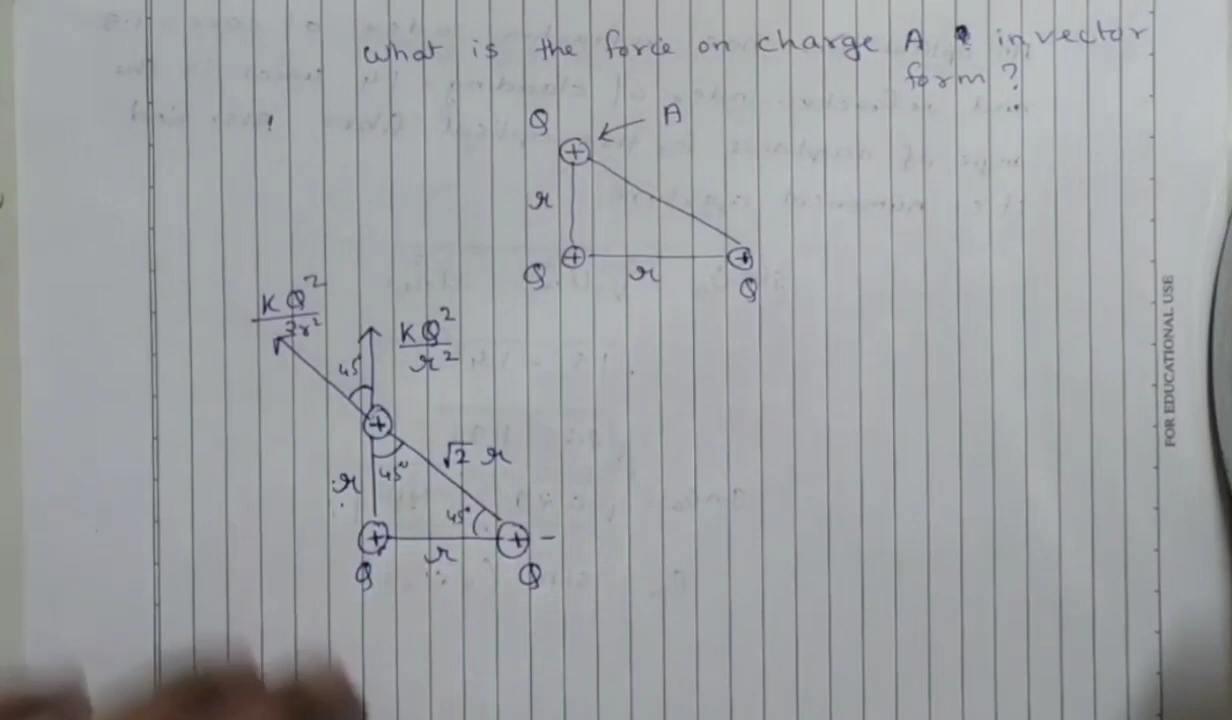 what is the force on charge A in vector
form ?
Q
A
+
r
+
+
Q
r
Q
KQ²
2r²
KQ²
r²
45
+
45°
√2 r
r
45°
+
r
+
-
Q
Q
FOR EDUCATIONAL USE